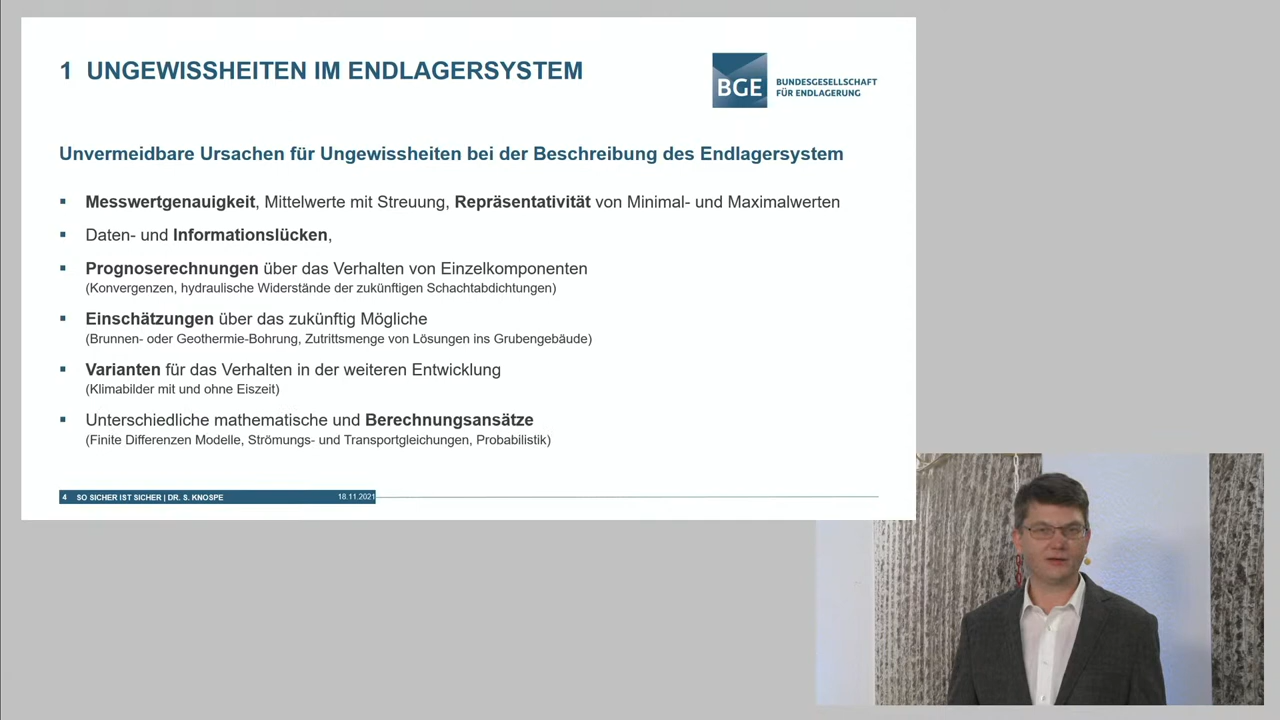 1 UNGEWISSHEITEN IM ENDLAGERSYSTEM
BGE
BUNDESGESELLSCHAFT
FÜR ENDLAGERUNG
Unvermeidbare Ursachen für Ungewissheiten bei der Beschreibung des Endlagersystem
▪ Messwertgenauigkeit, Mittelwerte mit Streuung, Repräsentativität von Minimal- und Maximalwerten
▪ Daten- und Informationslücken,
▪ Prognoserechnungen über das Verhalten von Einzelkomponenten
(Konvergenzen, hydraulische Widerstände der zukünftigen Schachtabdichtungen)
▪ Einschätzungen über das zukünftig Mögliche
(Brunnen- oder Geothermie-Bohrung, Zutrittsmenge von Lösungen ins Grubengebäude)
▪ Varianten für das Verhalten in der weiteren Entwicklung
(Klimabilder mit und ohne Eiszeit)
▪ Unterschiedliche mathematische und Berechnungsansätze
(Finite Differenzen Modelle, Strömungs- und Transportgleichungen, Probabilistik)
4 SO SICHER IST SICHER | DR. S. KNOSPE 18.11.2021